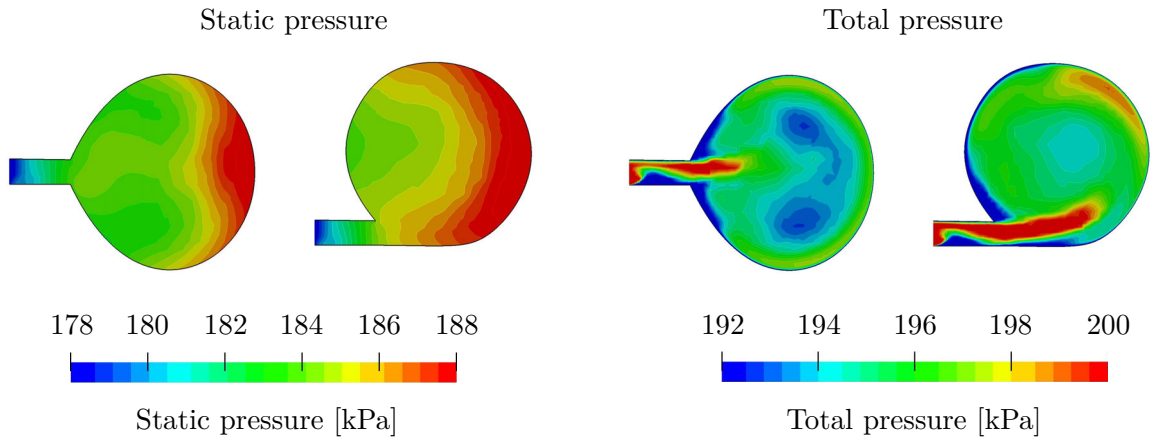 Static pressure
Total pressure
178 180 182 184 186 188
192 194 196 198 200
Static pressure [kPa]
Total pressure [kPa]